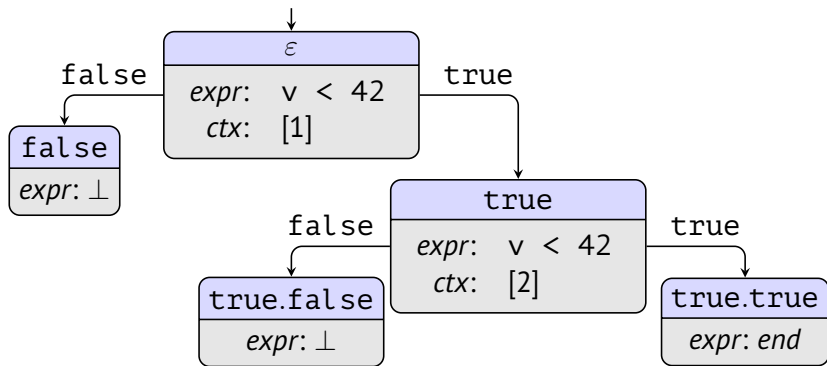 ε
false
true
expr: v < 42
ctx: [1]
false
expr: ⊥
true
false
true
expr: v < 42
ctx: [2]
true.false
expr: ⊥
true.true
expr: end